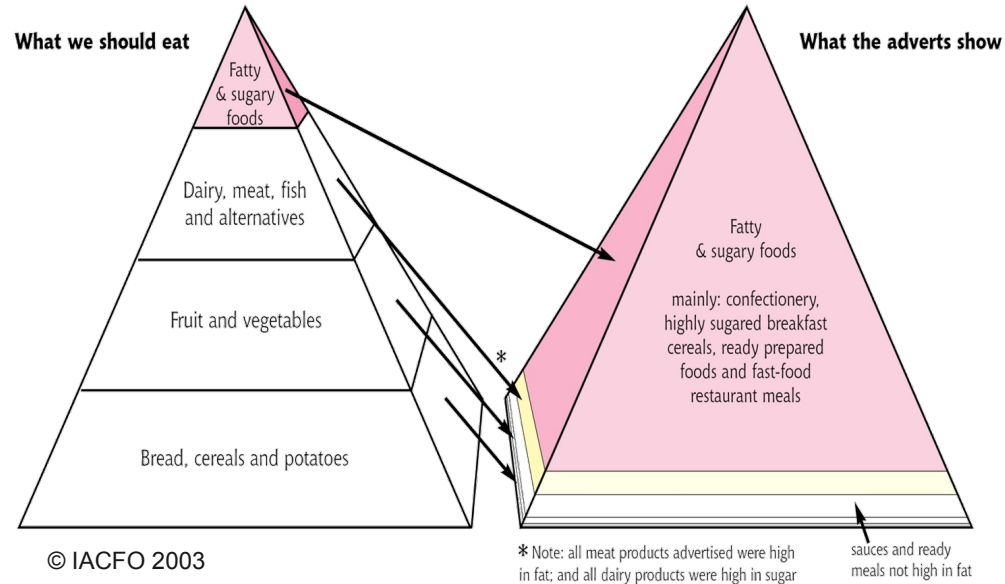 What we should eat
Fatty
& sugary
foods
Dairy, meat, fish
and alternatives
Fruit and vegetables
Bread, cereals and potatoes
© IACFO 2003
What the adverts show
Fatty
& sugary foods
mainly: confectionery,
highly sugared breakfast
cereals, ready prepared
foods and fast-food
restaurant meals
*
* Note: all meat products advertised were high
in fat; and all dairy products were high in sugar
sauces and ready
meals not high in fat